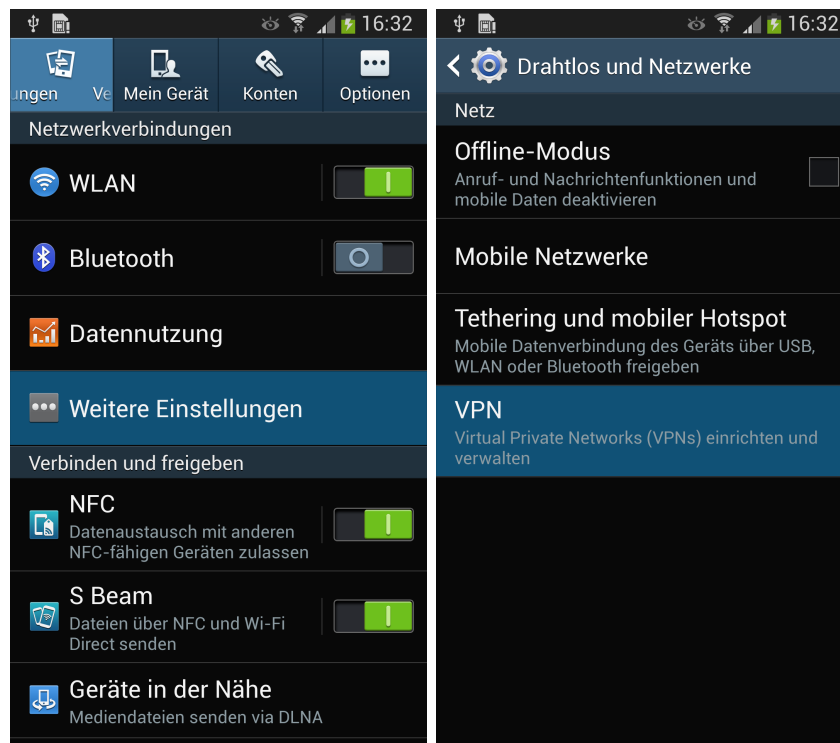 16:32
ungen
Ve
Mein Gerät
Konten
Optionen
Netzwerkverbindungen
WLAN
Bluetooth
Datennutzung
Weitere Einstellungen
Verbinden und freigeben
NFC
Datenaustausch mit anderen
NFC-fähigen Geräten zulassen
S Beam
Dateien über NFC und Wi-Fi
Direct senden
Geräte in der Nähe
Mediendateien senden via DLNA
16:32
Drahtlos und Netzwerke
Netz
Offline-Modus
Anruf- und Nachrichtenfunktionen und
mobile Daten deaktivieren
Mobile Netzwerke
Tethering und mobiler Hotspot
Mobile Datenverbindung des Geräts über USB,
WLAN oder Bluetooth freigeben
VPN
Virtual Private Networks (VPNs) einrichten und
verwalten